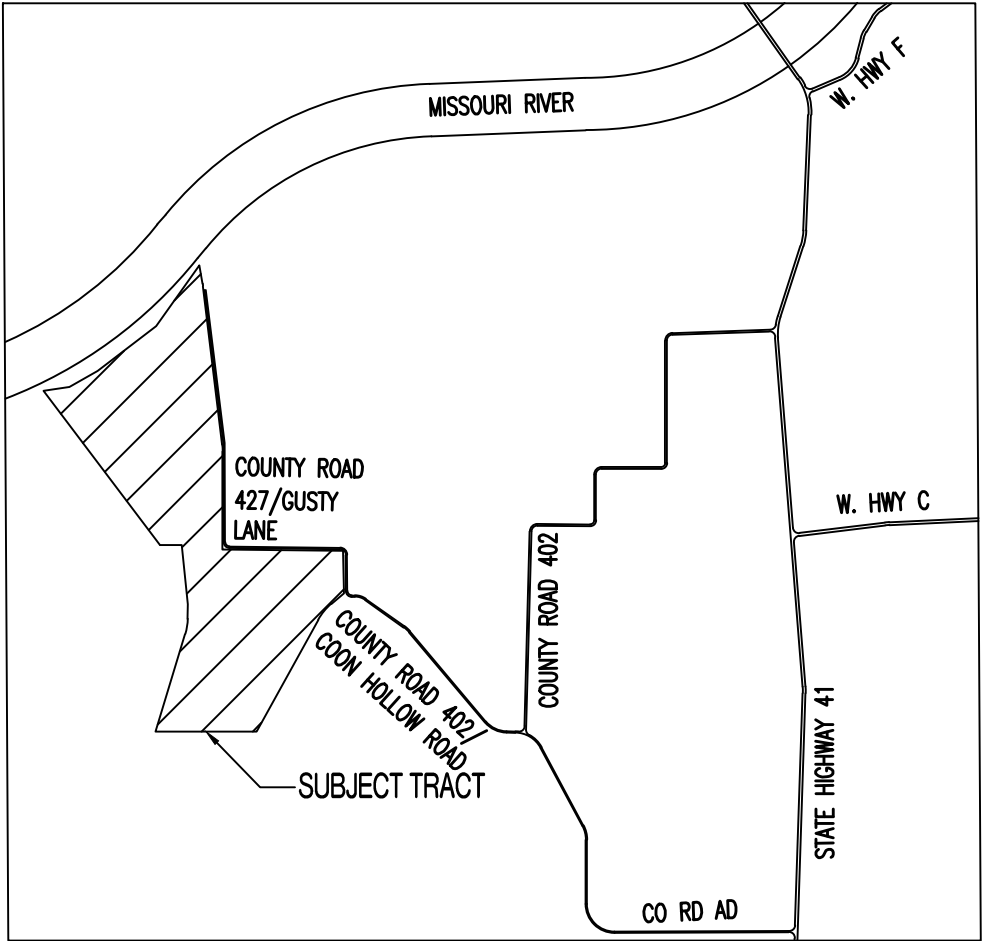 MISSOURI RIVER
W. HWY F
COUNTY ROAD
427/GUSTY
LANE
W. HWY C
COUNTY ROAD 402
COUNTY ROAD 402/
COON HOLLOW ROAD
STATE HIGHWAY 41
SUBJECT TRACT
CO RD AD